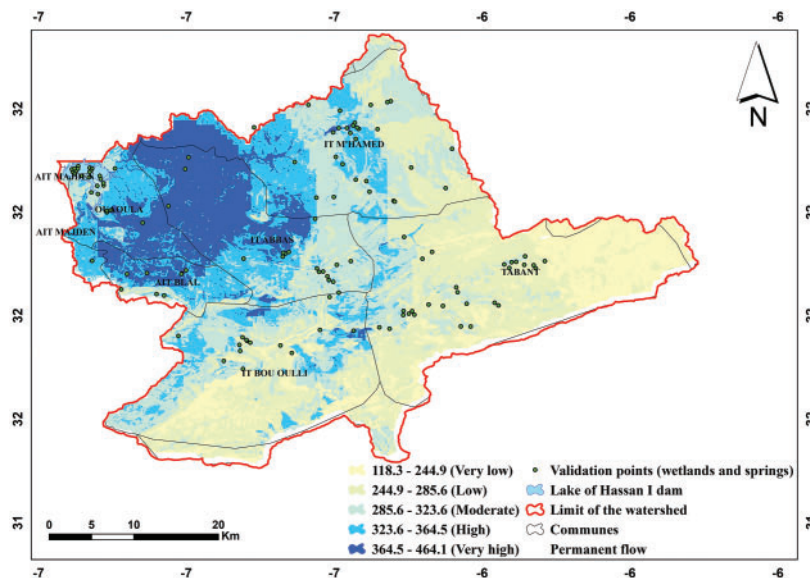 -7 -7 -7 -6 -6 -6
32 32
N
IT M'HAMED
AIT MAJDEN
32 32
AIT MAJDEN
IT ABBAS
TABANT
AIT BLAL
32 32
IT BOU OULLI
32 32
118.3 - 244.9 (Very low)
244.9 - 285.6 (Low)
285.6 - 323.6 (Moderate)
323.6 - 364.5 (High)
364.5 - 464.1 (Very high)
Validation points (wetlands and springs)
Lake of Hassan I dam
Limit of the watershed
Communes
Permanent flow
31 31
0 5 10 20
Km
-7 -7 -7 -6 -6 -6